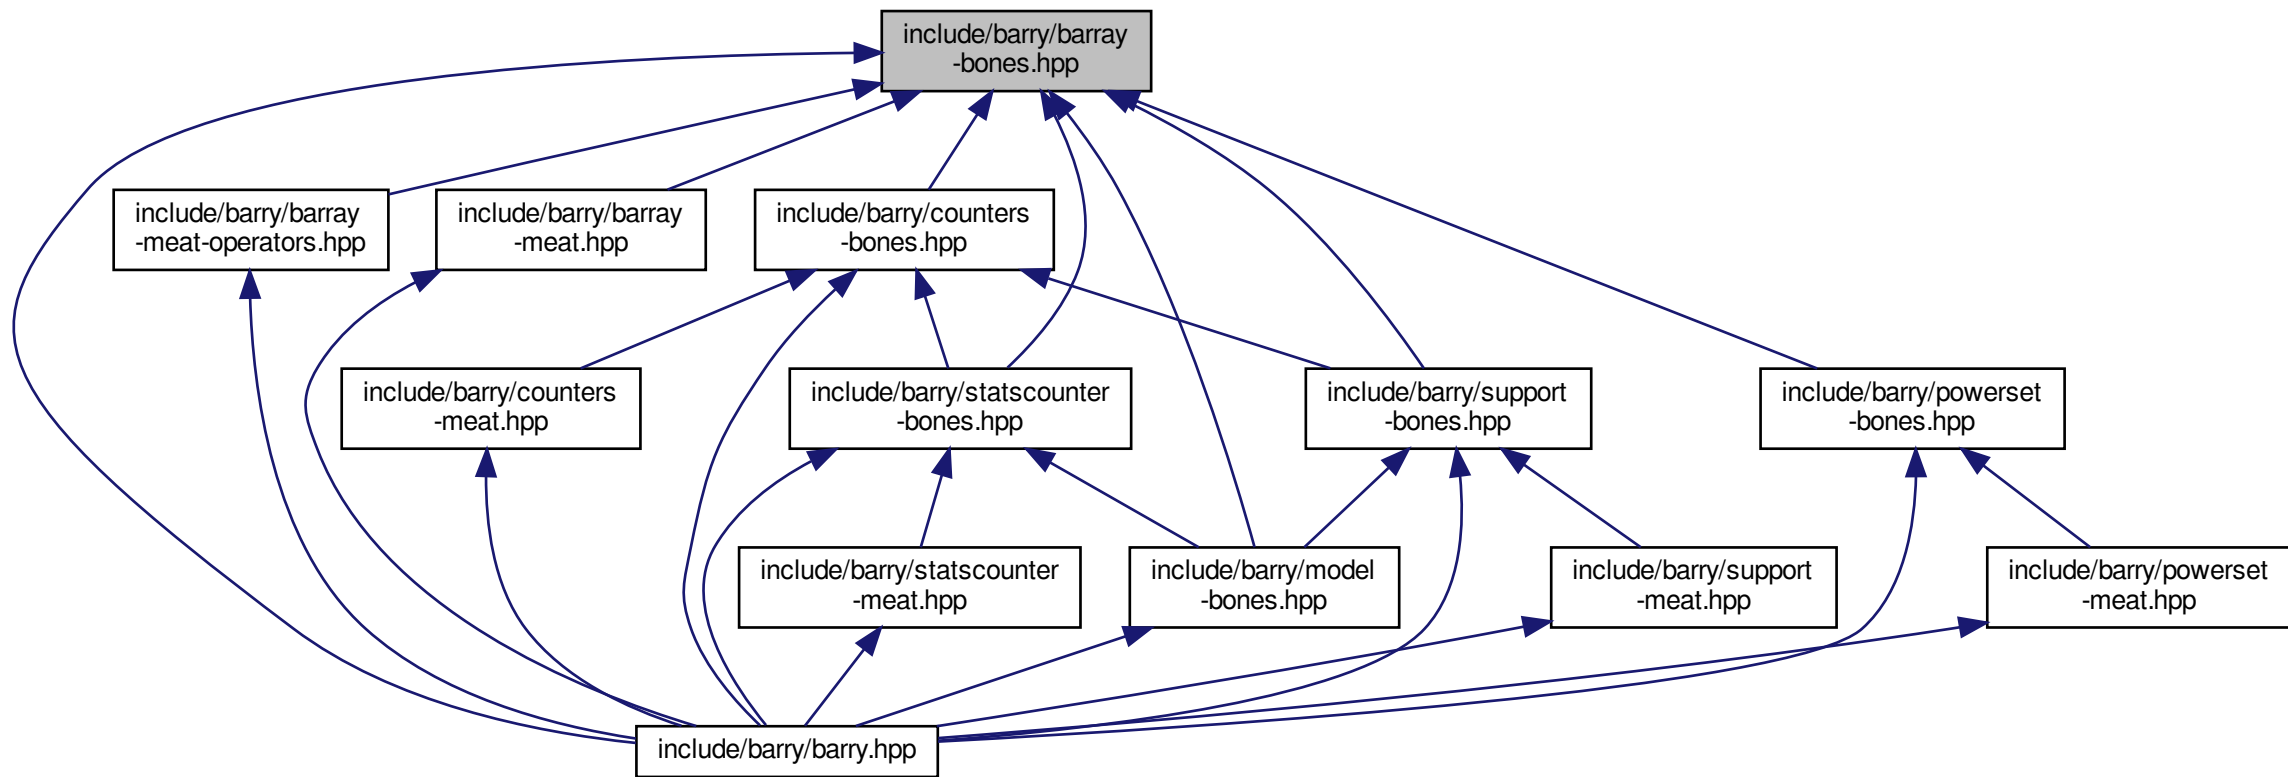 include/barry/barray
-bones.hpp
include/barry/barray
-meat-operators.hpp
include/barry/barray
-meat.hpp
include/barry/counters
-bones.hpp
include/barry/counters
-meat.hpp
include/barry/statscounter
-bones.hpp
include/barry/support
-bones.hpp
include/barry/powerset
-bones.hpp
include/barry/statscounter
-meat.hpp
include/barry/model
-bones.hpp
include/barry/support
-meat.hpp
include/barry/powerset
-meat.hpp
include/barry/barry.hpp